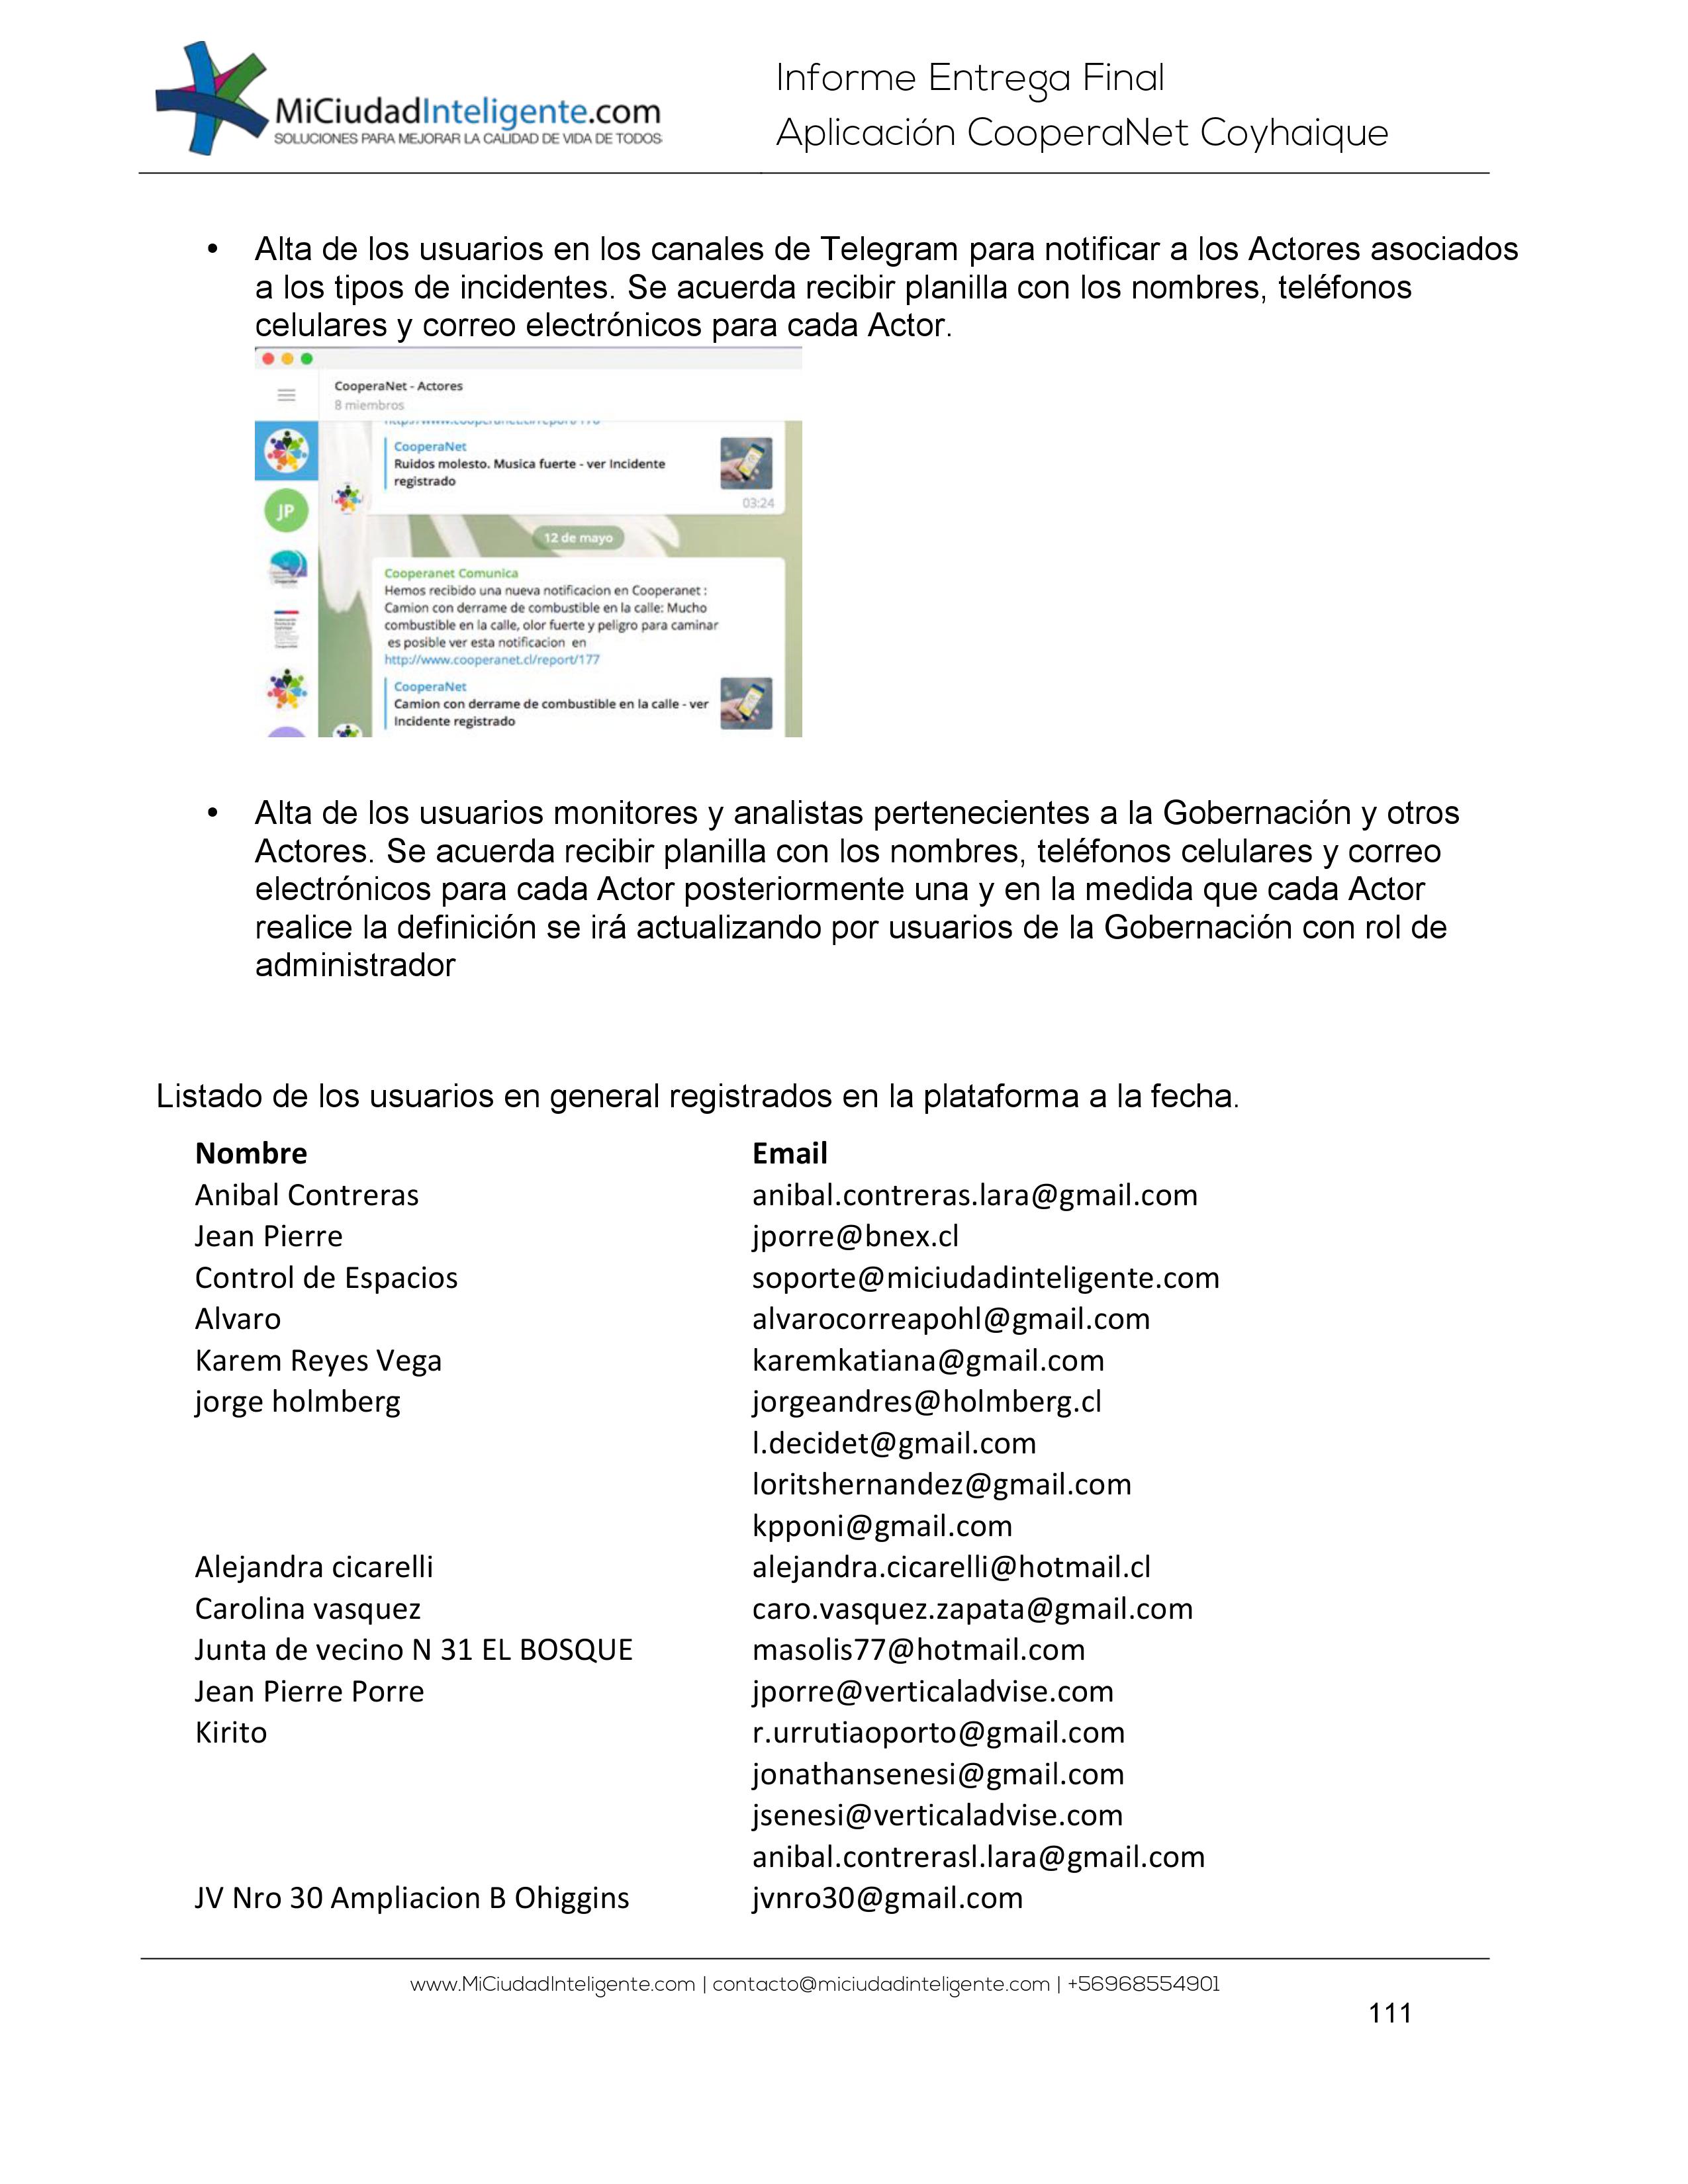 MiCiudadInteligente.com
SOLUCIONES PARA MEJORAR LA CALIDAD DE VIDA DE TODOS
Informe Entrega Final
Aplicación CooperaNet Coyhaique
• Alta de los usuarios en los canales de Telegram para notificar a los Actores asociados
a los tipos de incidentes. Se acuerda recibir planilla con los nombres, teléfonos
celulares y correo electrónicos para cada Actor.
CooperaNet - Actores
8 miembros
CooperaNet
Ruidos molesto. Musica fuerte - ver Incidente
registrado
03:24
JP
12 de mayo
Cooperanet Comunica
Hemos recibido una nueva notificacion en Cooperanet :
Camion con derrame de combustible en la calle: Mucho
combustible en la calle, olor fuerte y peligro para caminar
es posible ver esta notificacion en
http://www.cooperanet.cl/report/177
CooperaNet
Camion con derrame de combustible en la calle - ver
Incidente registrado
• Alta de los usuarios monitores y analistas pertenecientes a la Gobernación y otros
Actores. Se acuerda recibir planilla con los nombres, teléfonos celulares y correo
electrónicos para cada Actor posteriormente una y en la medida que cada Actor
realice la definición se irá actualizando por usuarios de la Gobernación con rol de
administrador
Listado de los usuarios en general registrados en la plataforma a la fecha.
Nombre Email
Anibal Contreras anibal.contreras.lara@gmail.com
Jean Pierre jporre@bnex.cl
Control de Espacios soporte@miciudadinteligente.com
Alvaro alvarocorreapohl@gmail.com
Karem Reyes Vega karemkatiana@gmail.com
jorge holmberg jorgeandres@holmberg.cl
l.decidet@gmail.com
loritshernandez@gmail.com
kpponi@gmail.com
Alejandra cicarelli alejandra.cicarelli@hotmail.cl
Carolina vasquez caro.vasquez.zapata@gmail.com
Junta de vecino N 31 EL BOSQUE masolis77@hotmail.com
Jean Pierre Porre jporre@verticaladvise.com
Kirito r.urrutiaoporto@gmail.com
jonathansenesi@gmail.com
jsenesi@verticaladvise.com
anibal.contrerasl.lara@gmail.com
JV Nro 30 Ampliacion B Ohiggins jvnro30@gmail.com
www.MiCiudadInteligente.com | contacto@miciudadinteligente.com | +56968554901
111